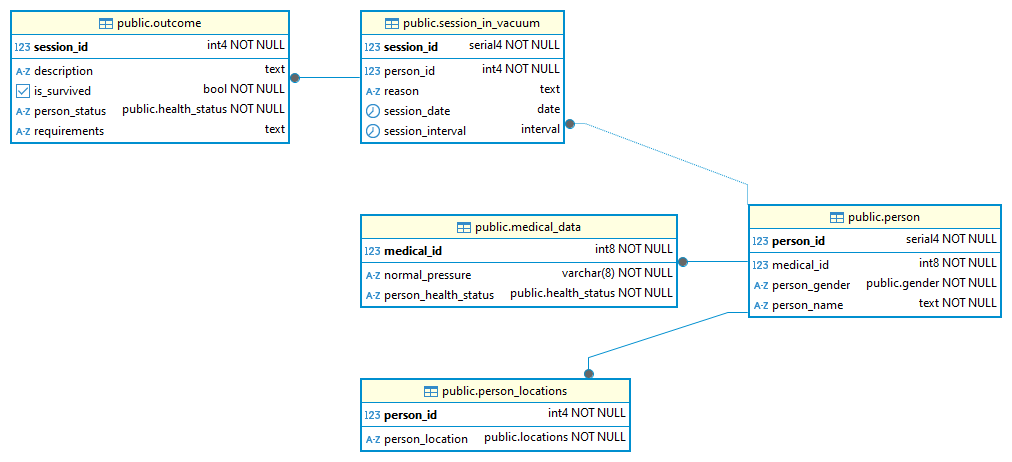 public.outcome
123 session_id int4 NOT NULL
A-Z description text
is_survived bool NOT NULL
A-Z person_status public.health_status NOT NULL
A-Z requirements text
public.session_in_vacuum
123 session_id serial4 NOT NULL
123 person_id int4 NOT NULL
A-Z reason text
session_date date
session_interval interval
public.medical_data
123 medical_id int8 NOT NULL
A-Z normal_pressure varchar(8) NOT NULL
A-Z person_health_status public.health_status NOT NULL
public.person
123 person_id serial4 NOT NULL
123 medical_id int8 NOT NULL
A-Z person_gender public.gender NOT NULL
A-Z person_name text NOT NULL
public.person_locations
123 person_id int4 NOT NULL
A-Z person_location public.locations NOT NULL